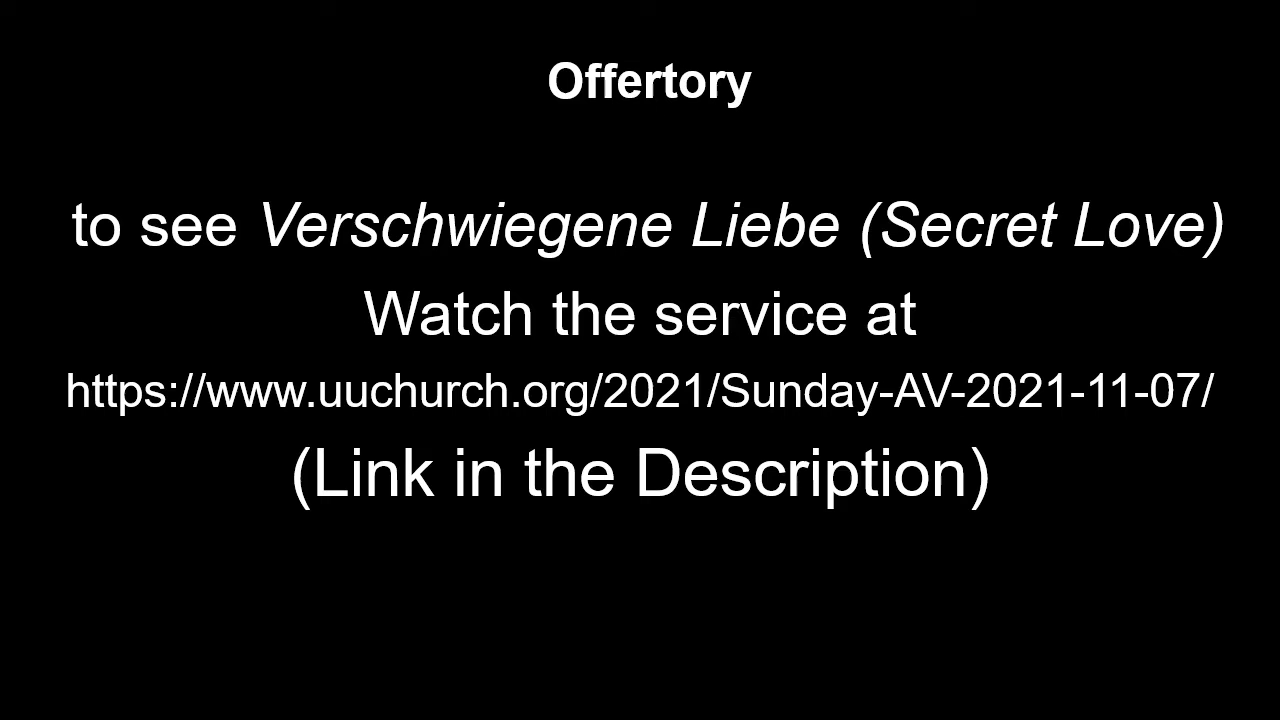 Offertory
to see Verschwiegene Liebe (Secret Love)
Watch the service at
https://www.uuchurch.org/2021/Sunday-AV-2021-11-07/
(Link in the Description)